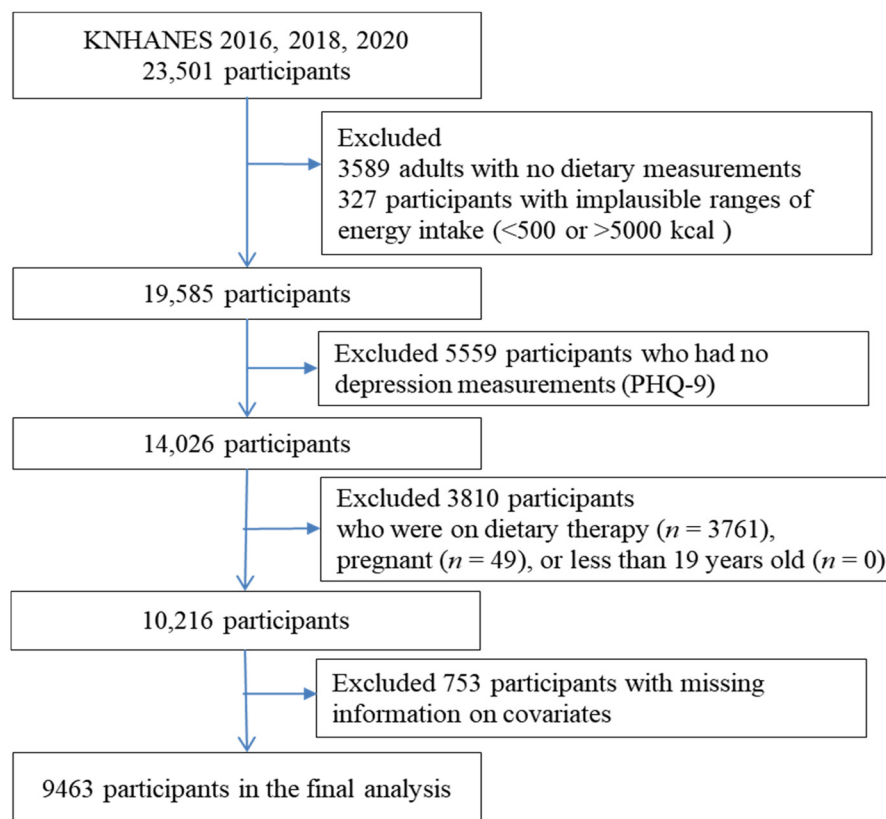 KNHANES 2016, 2018, 2020
23,501 participants
Excluded
3589 adults with no dietary measurements
327 participants with implausible ranges of
energy intake (<500 or >5000 kcal )
19,585 participants
Excluded 5559 participants who had no
depression measurements (PHQ-9)
14,026 participants
Excluded 3810 participants
who were on dietary therapy (n = 3761),
pregnant (n = 49), or less than 19 years old (n = 0)
10,216 participants
Excluded 753 participants with missing
information on covariates
9463 participants in the final analysis